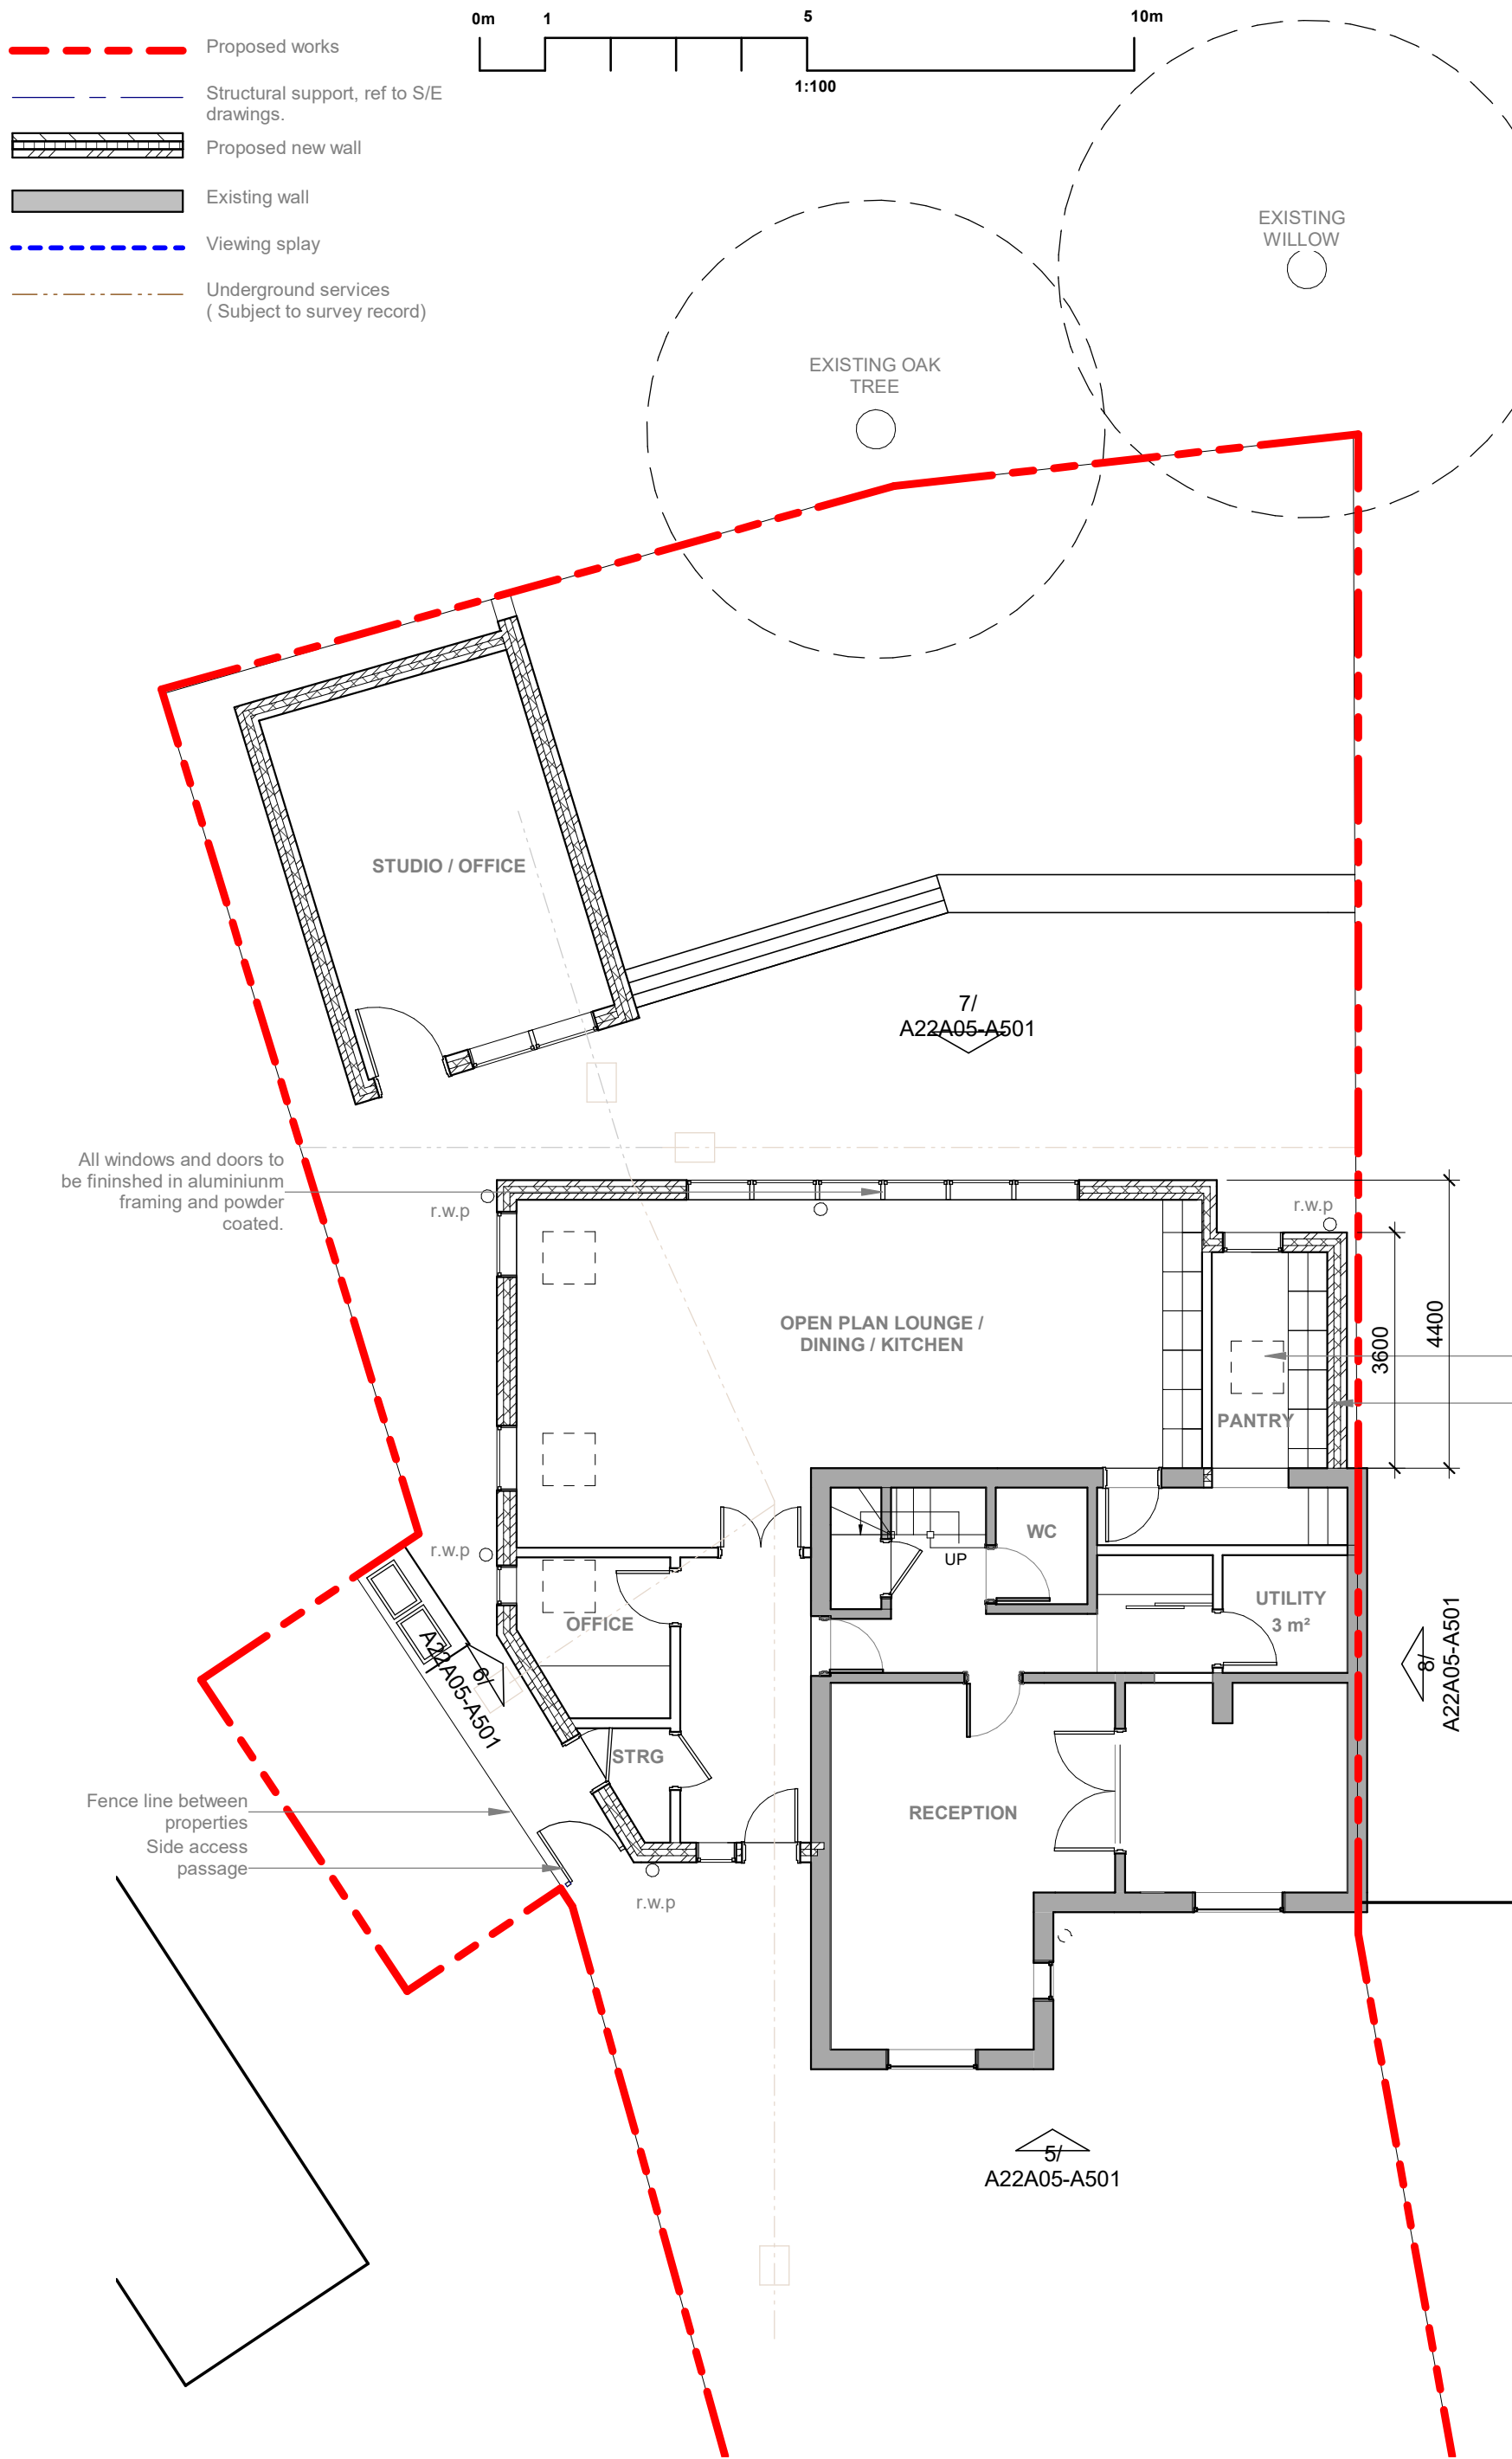 0m 1 5 10m
1:100
Proposed works
Structural support, ref to S/E
drawings.
Proposed new wall
Existing wall
Viewing splay
Underground services
( Subject to survey record)
EXISTING
WILLOW
EXISTING OAK
TREE
STUDIO / OFFICE
7/
A22A05-A501
All windows and doors to
be fininshed in aluminiunm
framing and powder
coated.
r.w.p
r.w.p
OPEN PLAN LOUNGE /
DINING / KITCHEN
3600
4400
PANTRY
r.w.p
WC
UP
UTILITY
3 m²
OFFICE
6/
A22A05-A501
8/
A22A05-A501
STRG
RECEPTION
Fence line between
properties
Side access
passage
r.w.p
5/
A22A05-A501